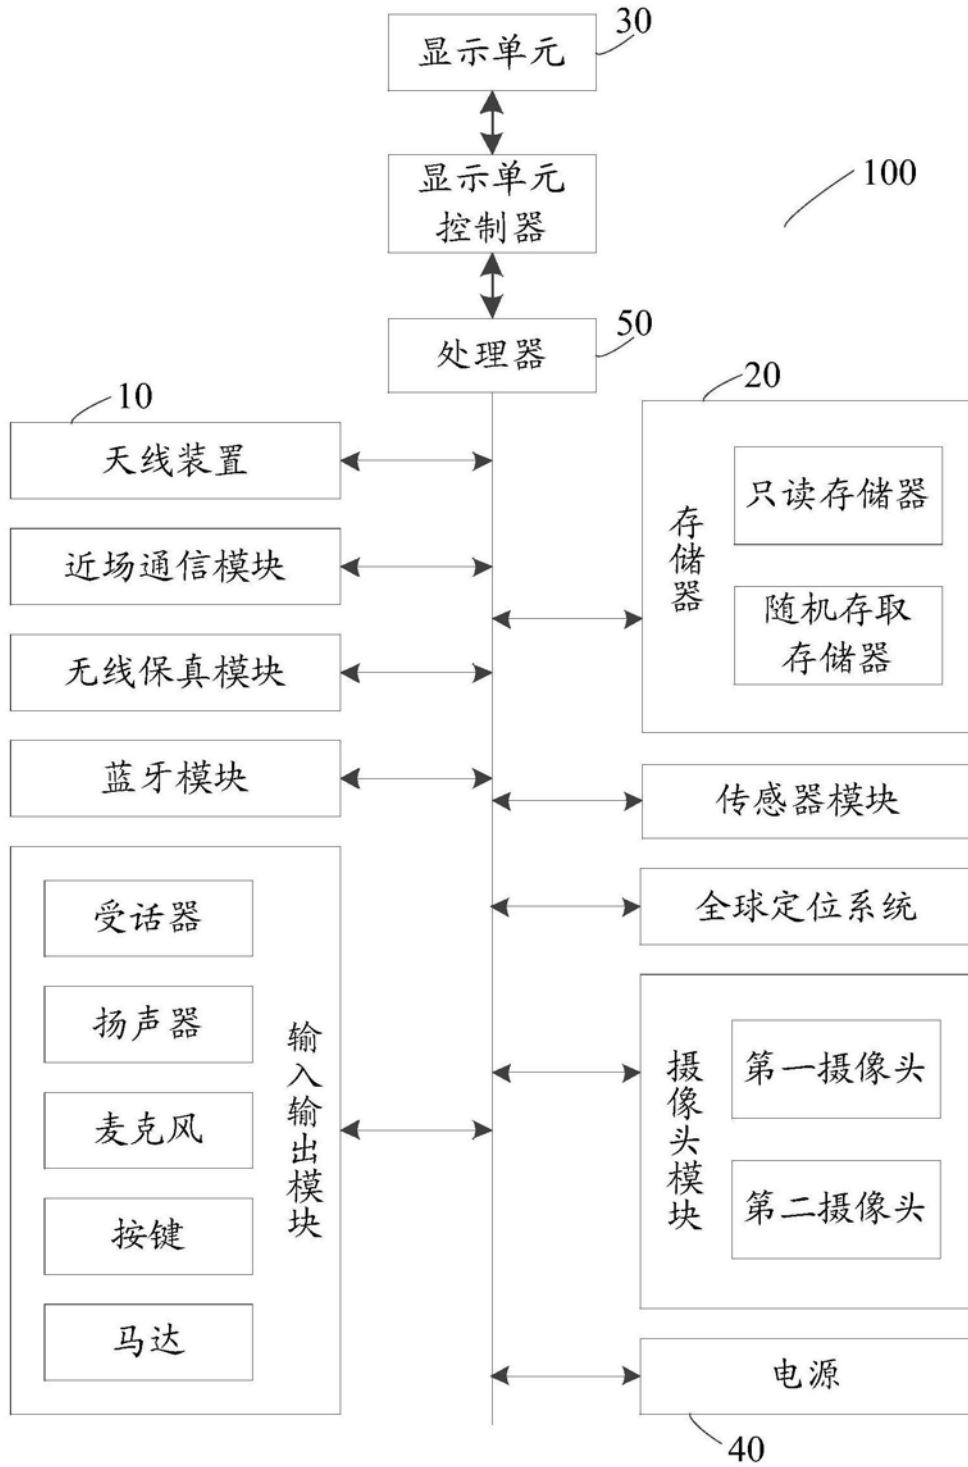 30
显示单元
显示单元
控制器
100
50
处理器
10
天线装置
近场通信模块
无线保真模块
蓝牙模块
受话器
扬声器
麦克风
按键
马达
输入输出模块
20
存储器
只读存储器
随机存取
存储器
传感器模块
全球定位系统
摄像头模块
第一摄像头
第二摄像头
电源
40